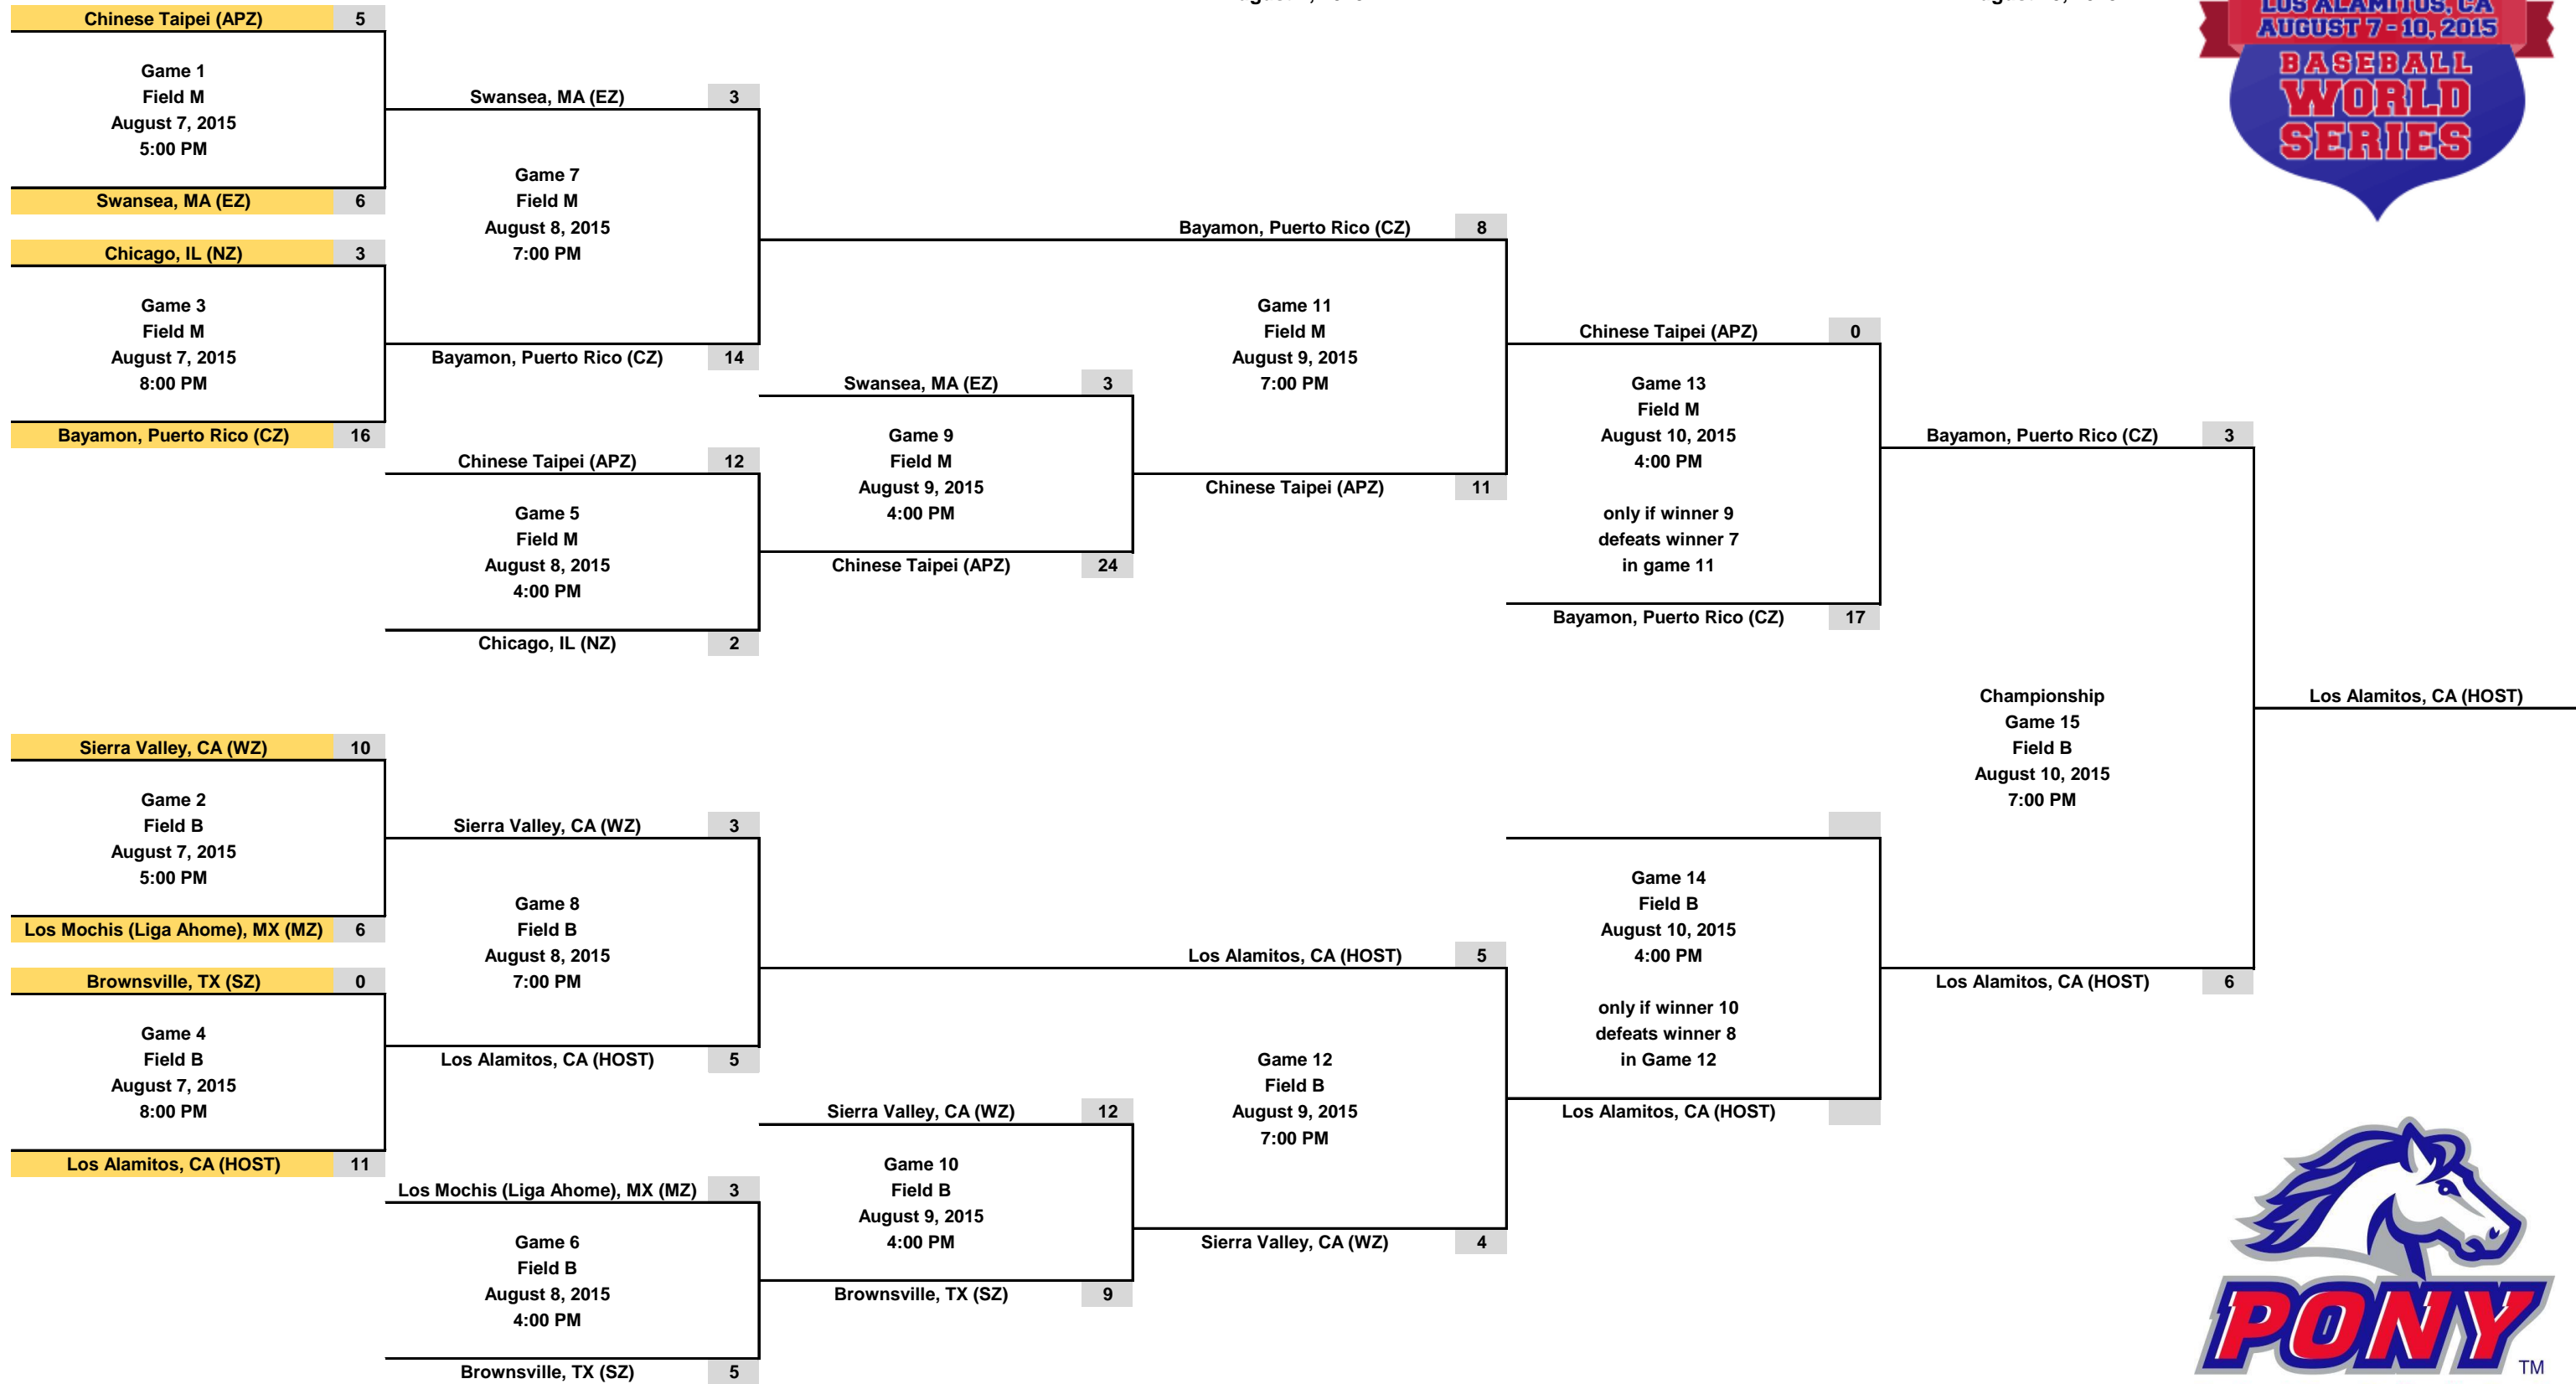 Chinese Taipei (APZ) 5
Game 1
Field M
August 7, 2015
5:00 PM
Swansea, MA (EZ) 6
Chicago, IL (NZ) 3
Game 3
Field M
August 7, 2015
8:00 PM
Bayamon, Puerto Rico (CZ) 16
Swansea, MA (EZ) 3
Game 7
Field M
August 8, 2015
7:00 PM
Bayamon, Puerto Rico (CZ) 14
Chinese Taipei (APZ) 12
Game 5
Field M
August 8, 2015
4:00 PM
Chicago, IL (NZ) 2
Swansea, MA (EZ) 3
Game 9
Field M
August 9, 2015
4:00 PM
Chinese Taipei (APZ) 24
Bayamon, Puerto Rico (CZ) 8
Game 11
Field M
August 9, 2015
7:00 PM
Chinese Taipei (APZ) 11
Chinese Taipei (APZ) 0
Game 13
Field M
August 10, 2015
4:00 PM
only if winner 9
defeats winner 7
in game 11
Bayamon, Puerto Rico (CZ) 17
Bayamon, Puerto Rico (CZ) 3
Championship
Game 15
Field B
August 10, 2015
7:00 PM
Los Alamitos, CA (HOST) 6
Los Alamitos, CA (HOST)
Sierra Valley, CA (WZ) 10
Game 2
Field B
August 7, 2015
5:00 PM
Los Mochis (Liga Ahome), MX (MZ) 6
Brownsville, TX (SZ) 0
Game 4
Field B
August 7, 2015
8:00 PM
Los Alamitos, CA (HOST) 11
Sierra Valley, CA (WZ) 3
Game 8
Field B
August 8, 2015
7:00 PM
Los Alamitos, CA (HOST) 5
Los Mochis (Liga Ahome), MX (MZ) 3
Game 6
Field B
August 8, 2015
4:00 PM
Brownsville, TX (SZ) 5
Sierra Valley, CA (WZ) 12
Game 10
Field B
August 9, 2015
4:00 PM
Brownsville, TX (SZ) 9
Los Alamitos, CA (HOST) 5
Game 12
Field B
August 9, 2015
7:00 PM
Sierra Valley, CA (WZ) 4
Game 14
Field B
August 10, 2015
4:00 PM
only if winner 10
defeats winner 8
in Game 12
Los Alamitos, CA (HOST)
LOS ALAMITOS, CA
AUGUST 7 - 10, 2015
BASEBALL
WORLD
SERIES
PONY
TM